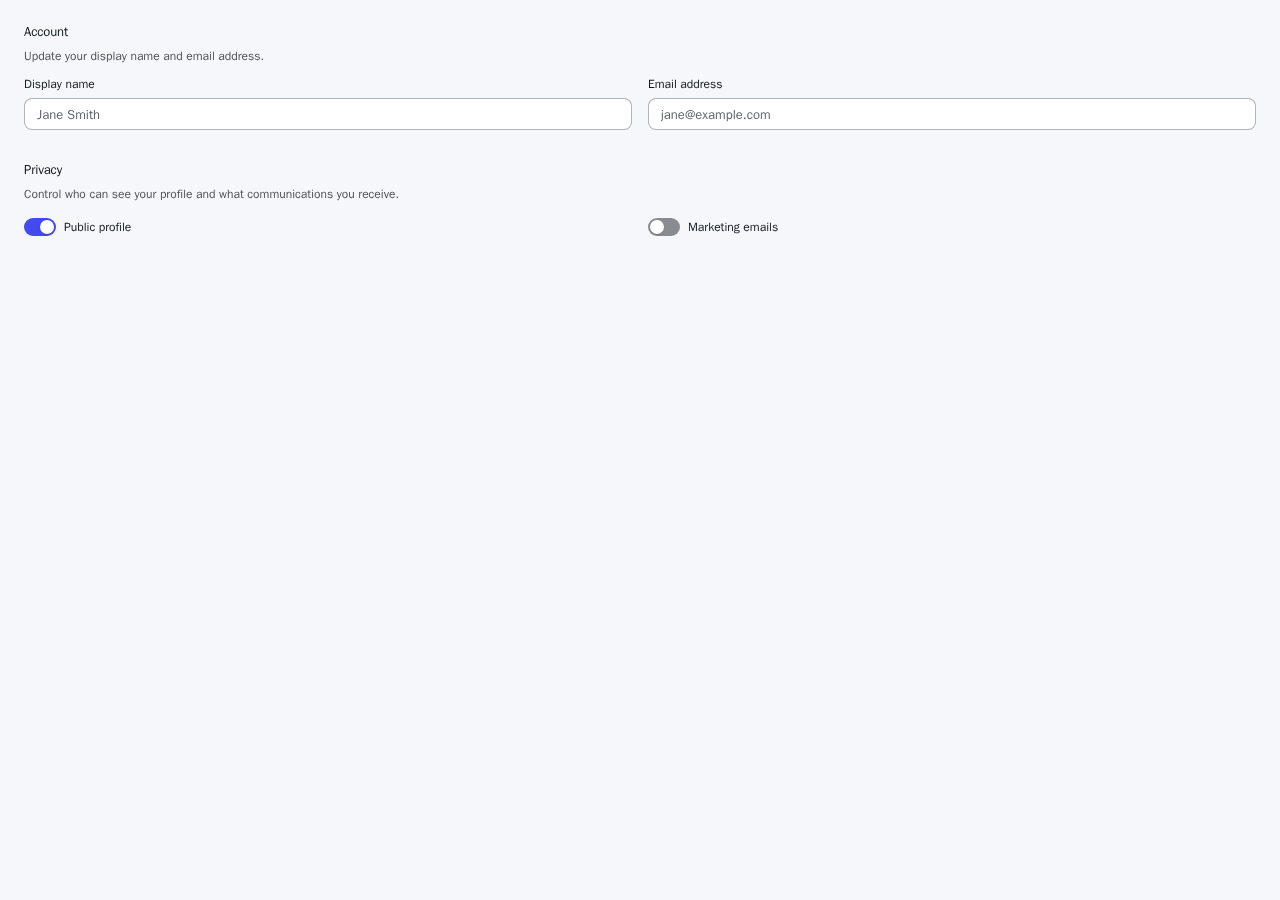 Account
Update your display name and email address.
Display name
Email address
Jane Smith
jane@example.com
Privacy
Control who can see your profile and what communications you receive.
Public profile
Marketing emails